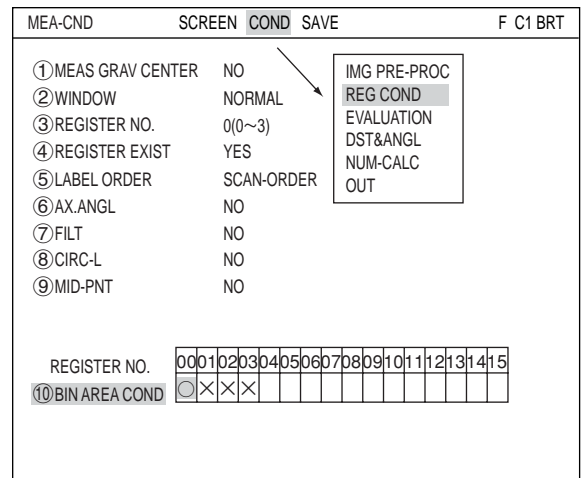 MEA-CND SCREEN COND SAVE F C1 BRT
①MEAS GRAV CENTER NO
②WINDOW NORMAL
③REGISTER NO. 0(0～3)
④REGISTER EXIST YES
⑤LABEL ORDER SCAN-ORDER
⑥AX.ANGL NO
⑦FILT NO
⑧CIRC-L NO
⑨MID-PNT NO
IMG PRE-PROC
REG COND
EVALUATION
DST&ANGL
NUM-CALC
OUT
REGISTER NO. 00 01 02 03 04 05 06 07 08 09 10 11 12 13 14 15
⑩BIN AREA COND ○ × × ×